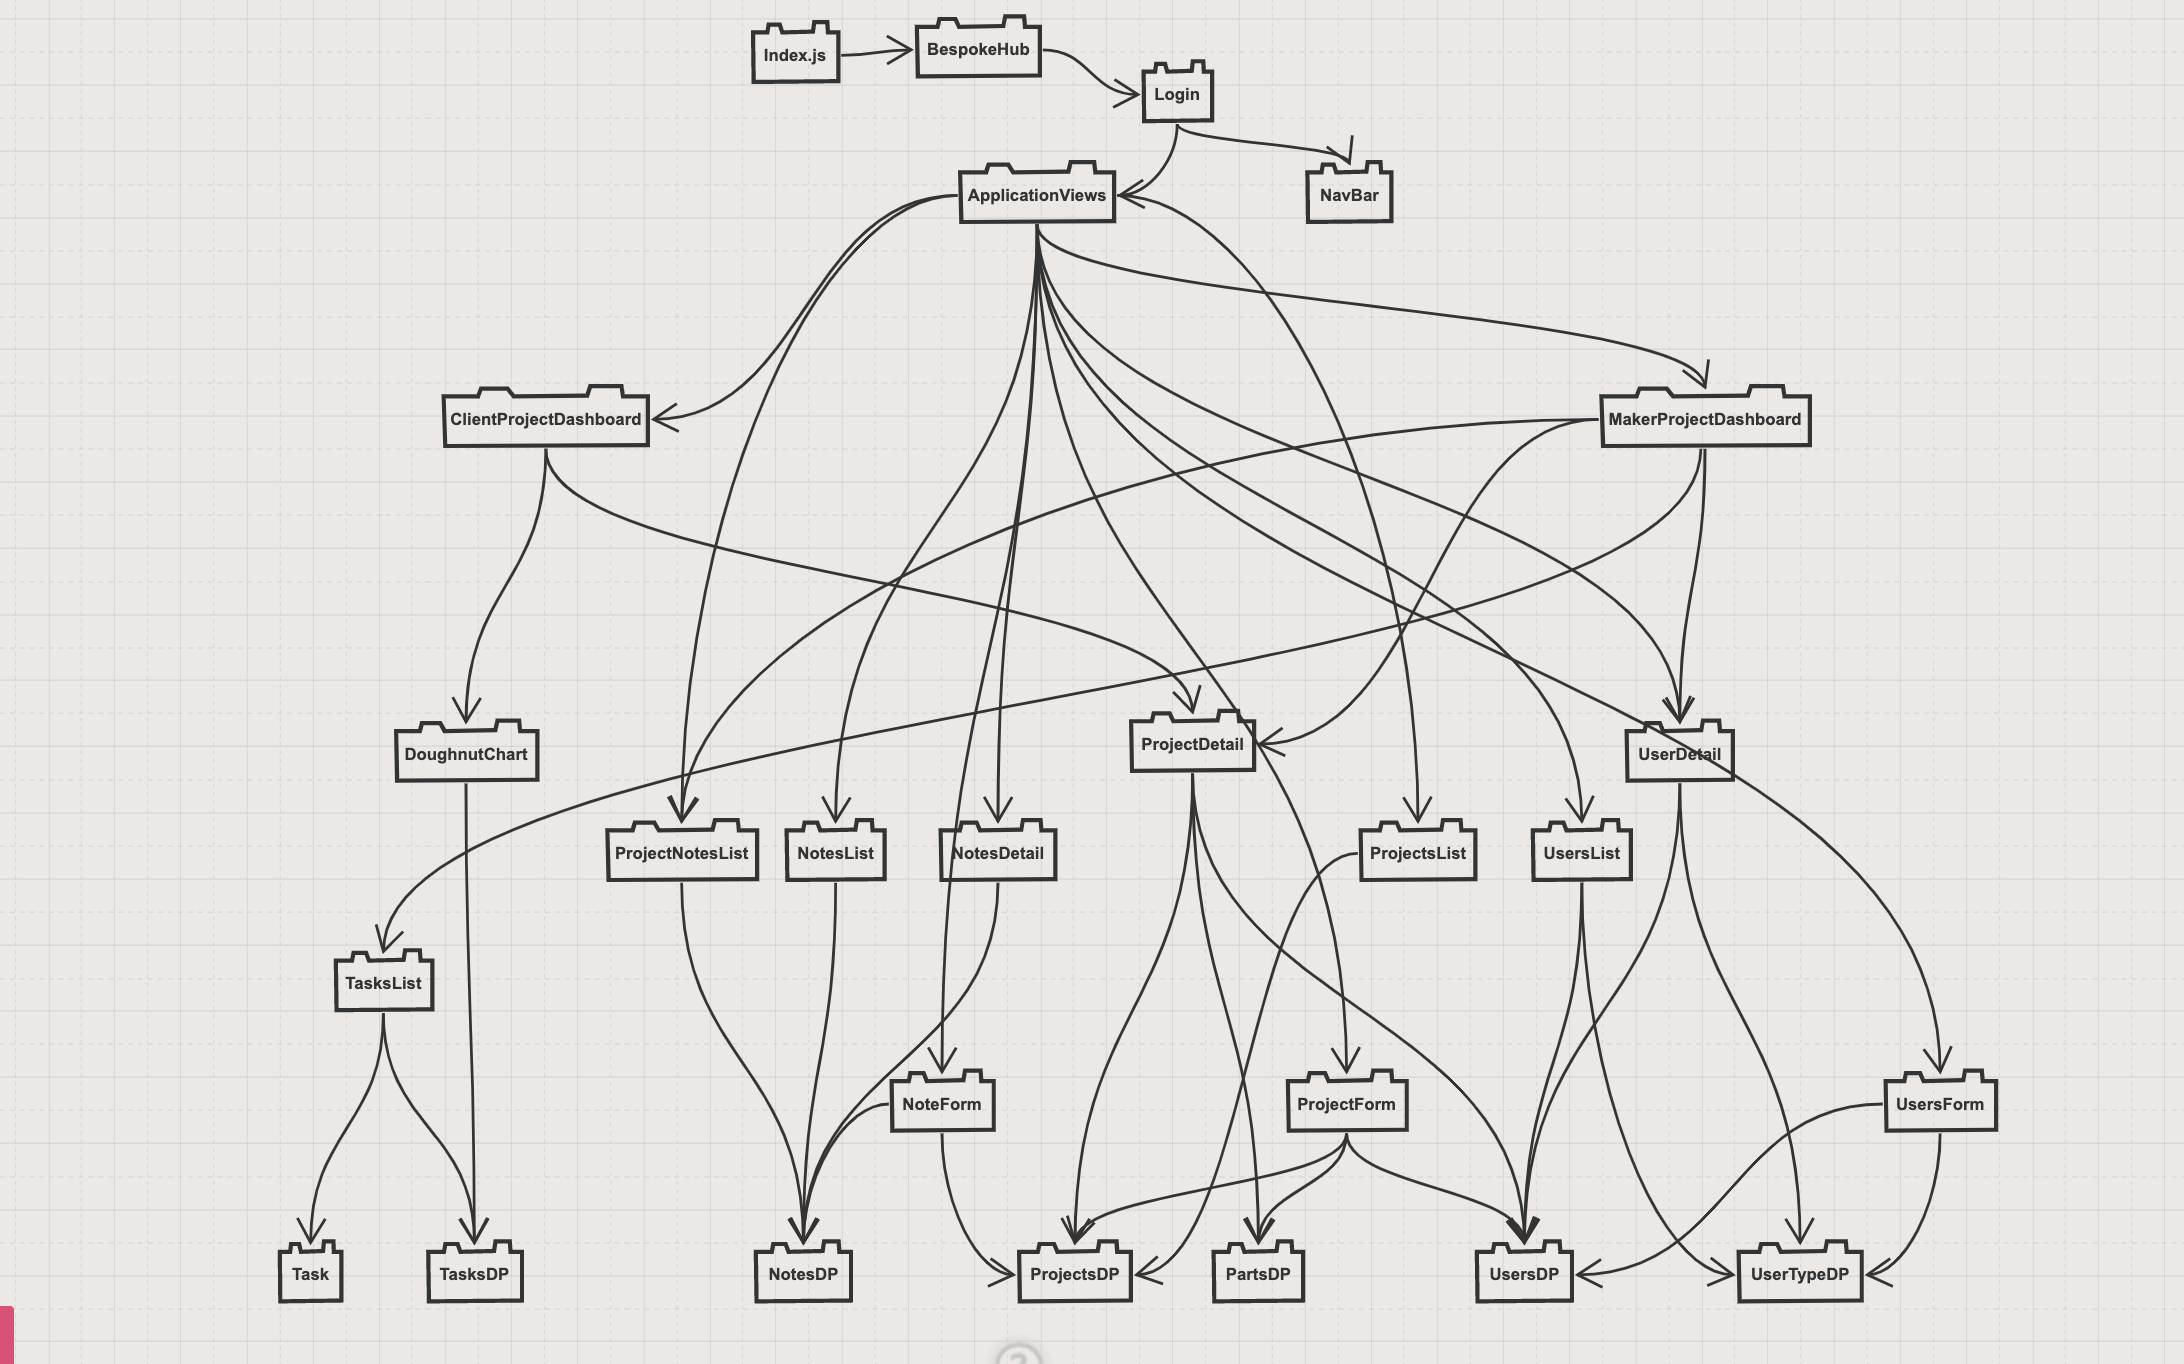 Index.js
BespokeHub
Login
ApplicationViews
NavBar
ClientProjectDashboard
MakerProjectDashboard
DoughnutChart
ProjectDetail
UserDetail
ProjectNotesList
NotesList
NotesDetail
ProjectsList
UsersList
TasksList
NoteForm
ProjectForm
UsersForm
Task
TasksDP
NotesDP
ProjectsDP
PartsDP
UsersDP
UserTypeDP